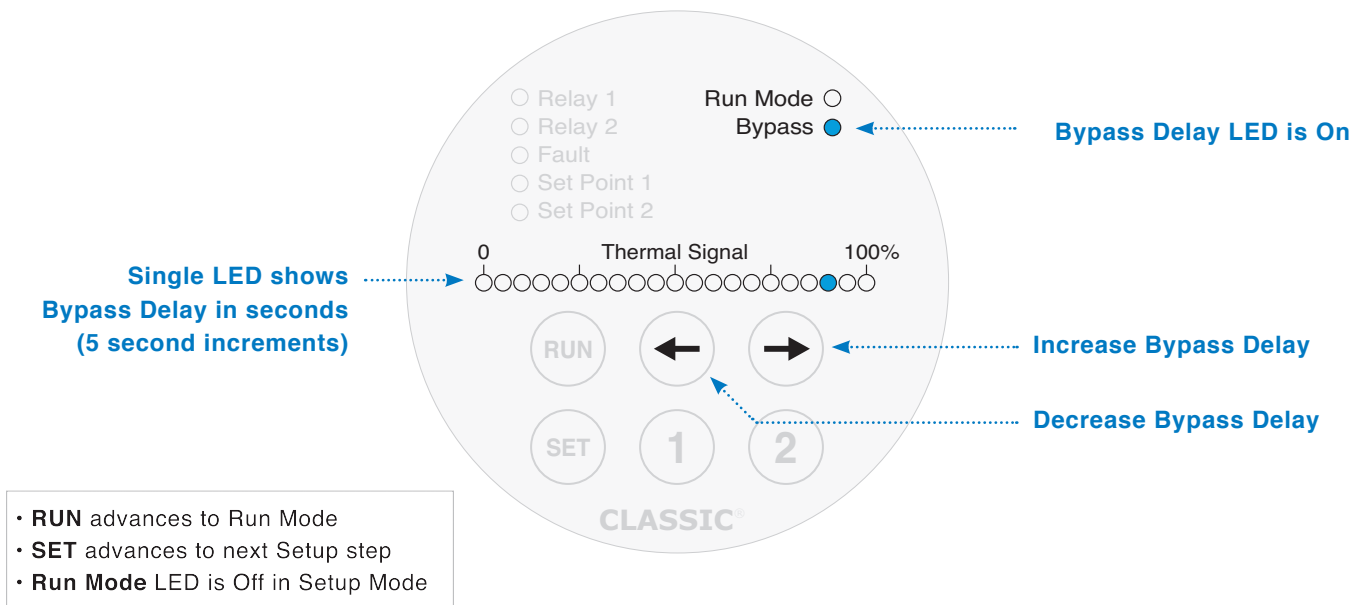 Relay 1
Relay 2
Fault
Set Point 1
Set Point 2
Run Mode
Bypass
Bypass Delay LED is On
0 Thermal Signal 100%
Single LED shows
Bypass Delay in seconds
(5 second increments)
RUN
Increase Bypass Delay
Decrease Bypass Delay
SET 1 2
CLASSIC®
· RUN advances to Run Mode
· SET advances to next Setup step
· Run Mode LED is Off in Setup Mode